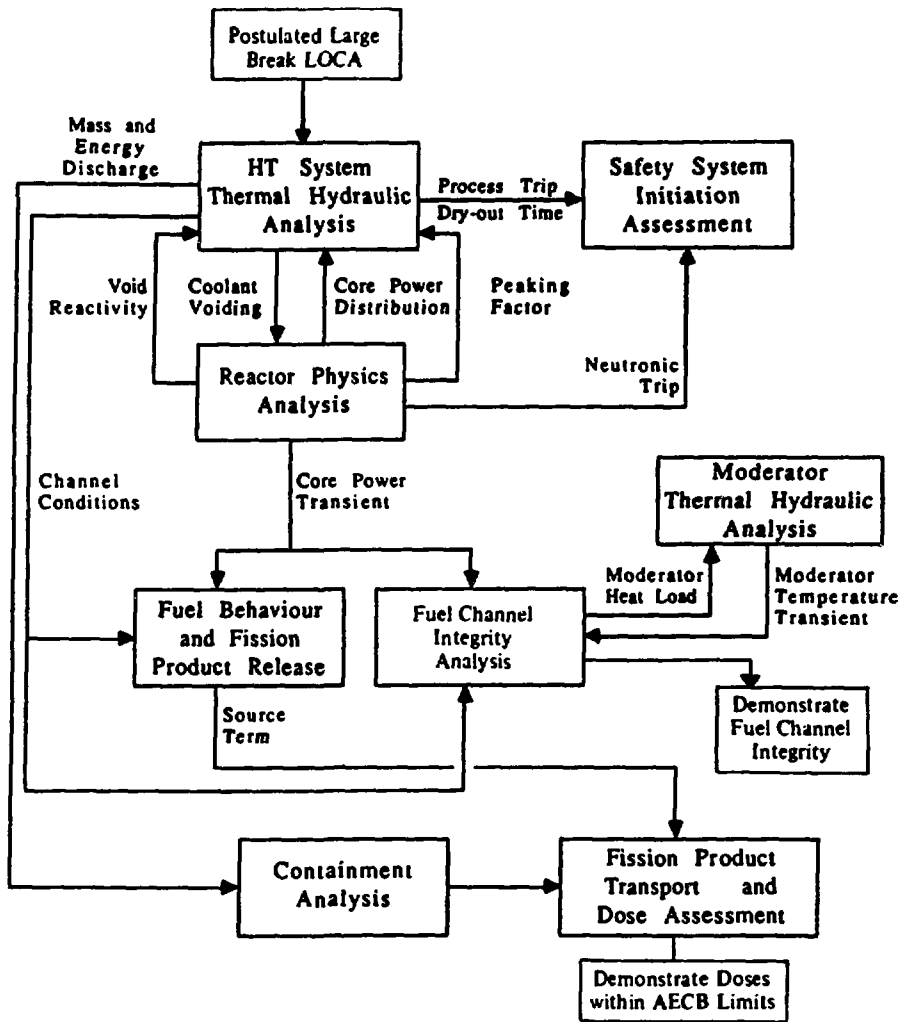 Postulated Large
Break LOCA
Mass and
Energy
Discharge
HT System
Thermal Hydraulic
Analysis
Process Trip
Dry-out Time
Safety System
Initiation
Assessment
Void
Reactivity
Coolant
Voiding
Core Power
Distribution
Peaking
Factor
Reactor Physics
Analysis
Neutronic
Trip
Channel
Conditions
Core Power
Transient
Moderator
Thermal Hydraulic
Analysis
Fuel Behaviour
and Fission
Product Release
Fuel Channel
Integrity
Analysis
Moderator
Heat Load
Moderator
Temperature
Transient
Source
Term
Demonstrate
Fuel Channel
Integrity
Containment
Analysis
Fission Product
Transport and
Dose Assessment
Demonstrate Doses
within AECB Limits